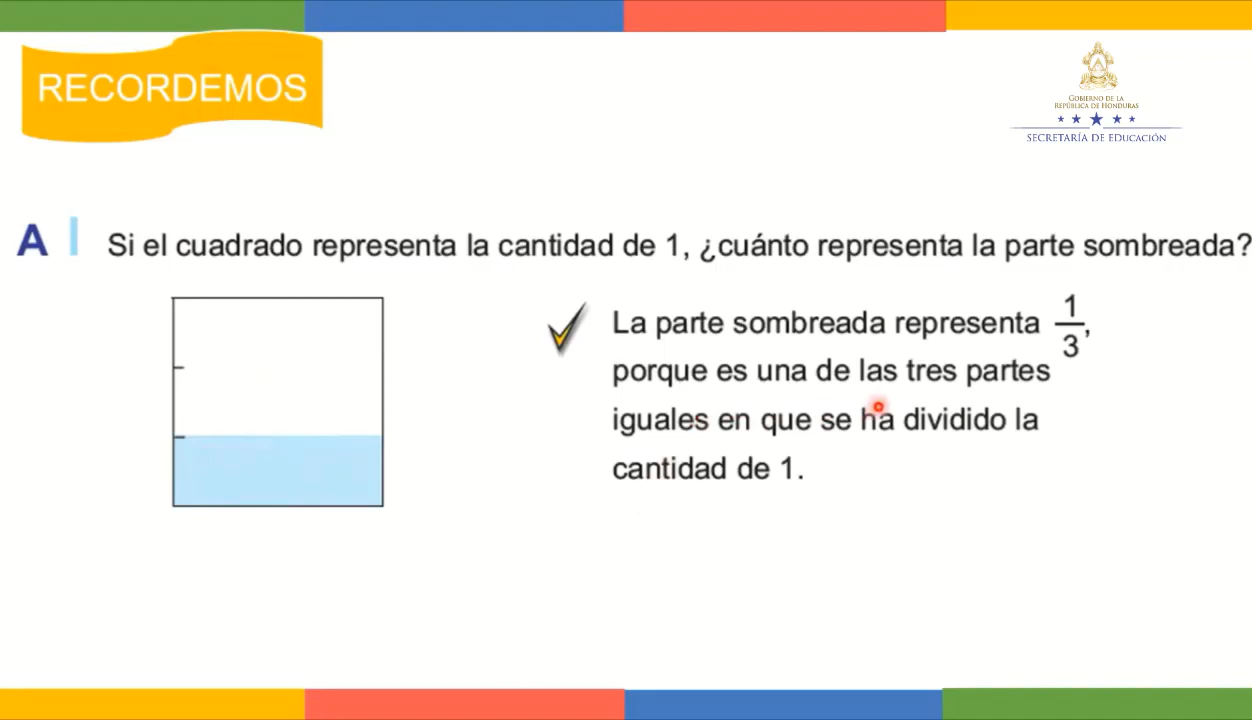 RECORDEMOS
GOBIERNO DE LA
REPÚBLICA DE HONDURAS
SECRETARÍA DE EDUCACIÓN
A Si el cuadrado representa la cantidad de 1, ¿cuánto representa la parte sombreada?
La parte sombreada representa 1/3,
porque es una de las tres partes
iguales en que se ha dividido la
cantidad de 1.